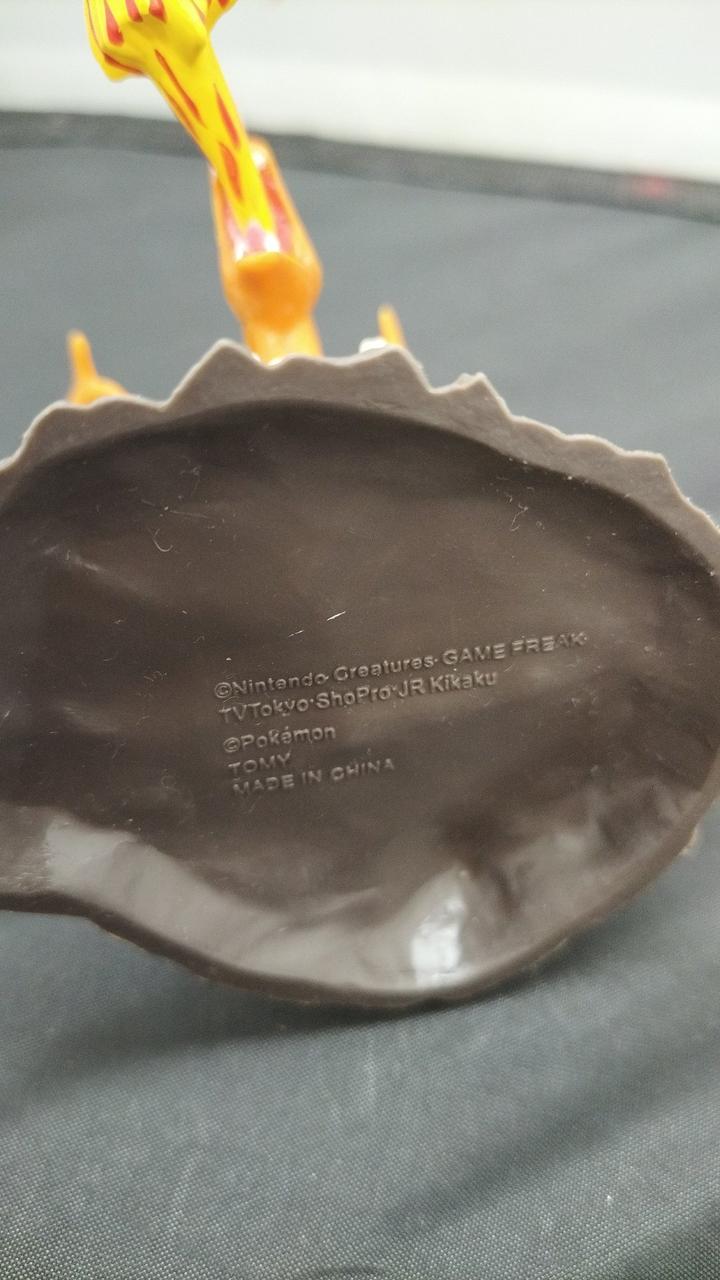 ©Nintendo·Creatures·GAME FREAK·
TVTokyo·ShoPro·JR Kikaku
©Pokémon
TOMY
MADE IN CHINA